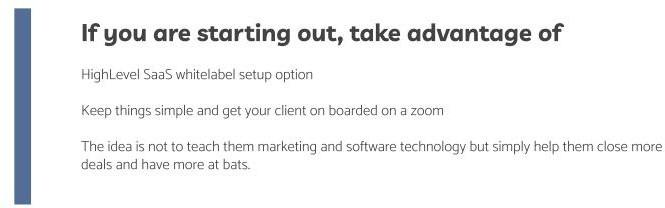 If you are starting out, take advantage of
HighLevel SaaS whitelabel setup option
Keep things simple and get your client on boarded on a zoom
The idea is not to teach them marketing and software technology but simply help them close more
deals and have more at bats.